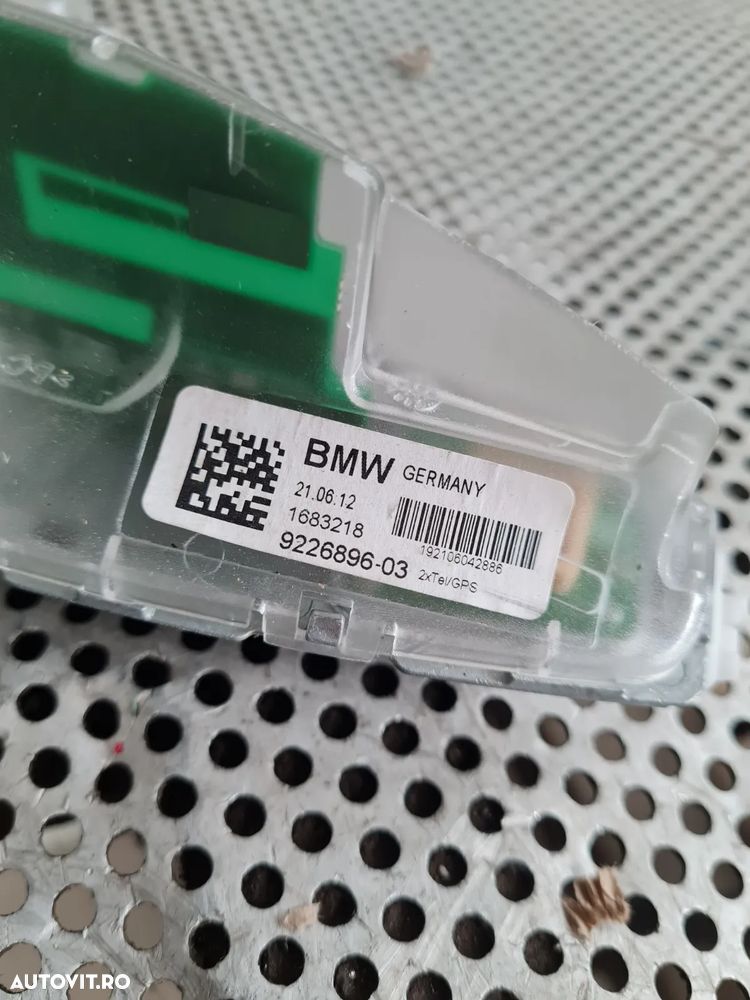 BMW GERMANY
21.06.12
1683218
192106042886
9226896-03 2xTel/GPS
AUTOVIT.RO